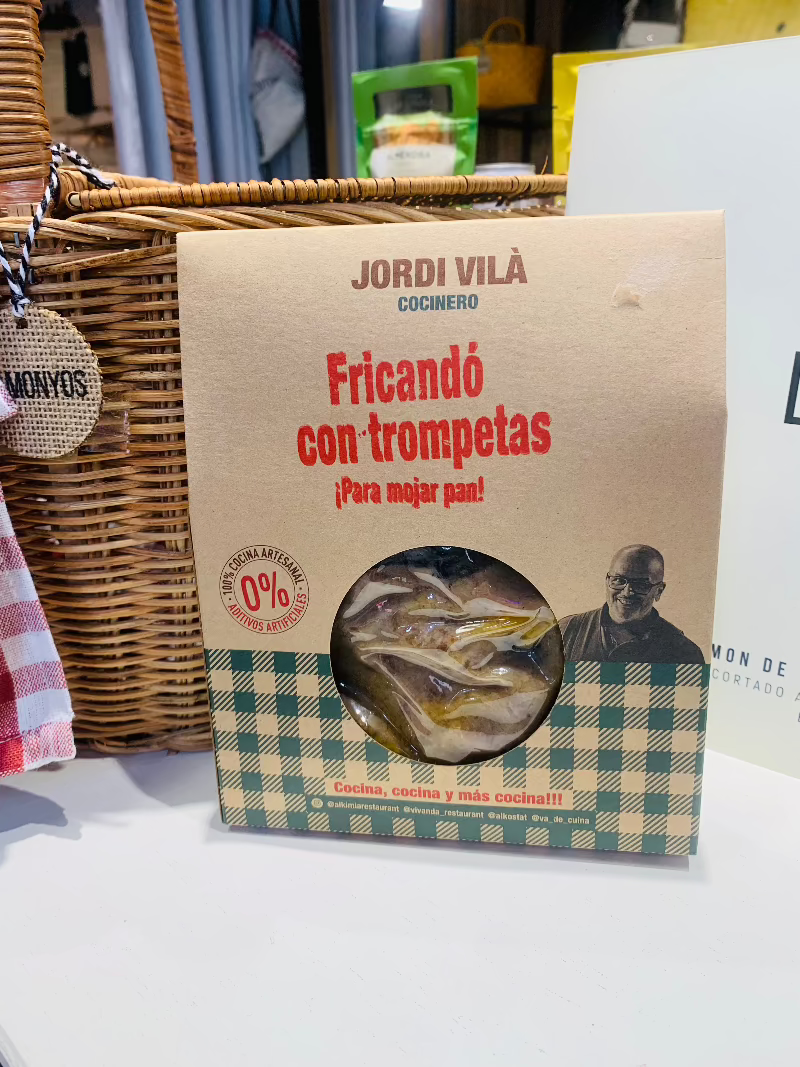 ALMENDRA
JORDI VILÀ
COCINERO
Fricandó
con trompetas
¡Para mojar pan!
MONYOS
100% COCINA ARTESANAL
0%
ADITIVOS ARTIFICIALES
Cocina, cocina y más cocina!!!
@alkimiarestaurant @vivanda_restaurant @alkostat @va_de_cuina
MON DE
CORTADO A